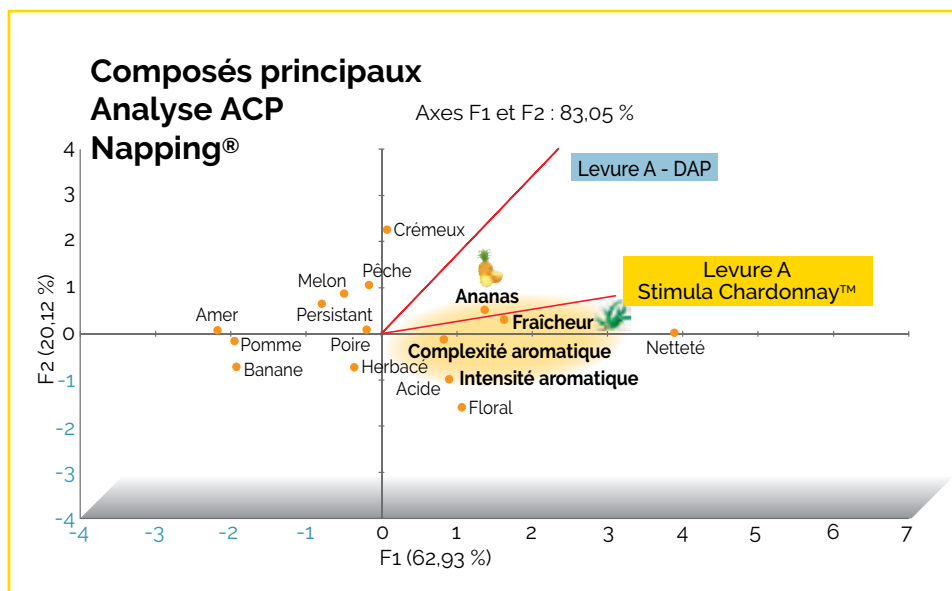 Composés principaux
Analyse ACP
Napping®
Axes F1 et F2 : 83,05 %
4
3
2
1
0
-1
-2
-3
-4
F2 (20,12 %)
Levure A - DAP
Levure A
Stimula Chardonnay™
Crémeux
Pêche
Melon
Ananas
Persistant
Amer
Fraîcheur
Poire
Pomme
Complexité aromatique
Netteté
Banane
Herbacé
Acide
Intensité aromatique
Floral
-4 -3 -2 -1 0 1 2 3 4 5 6 7
F1 (62,93 %)